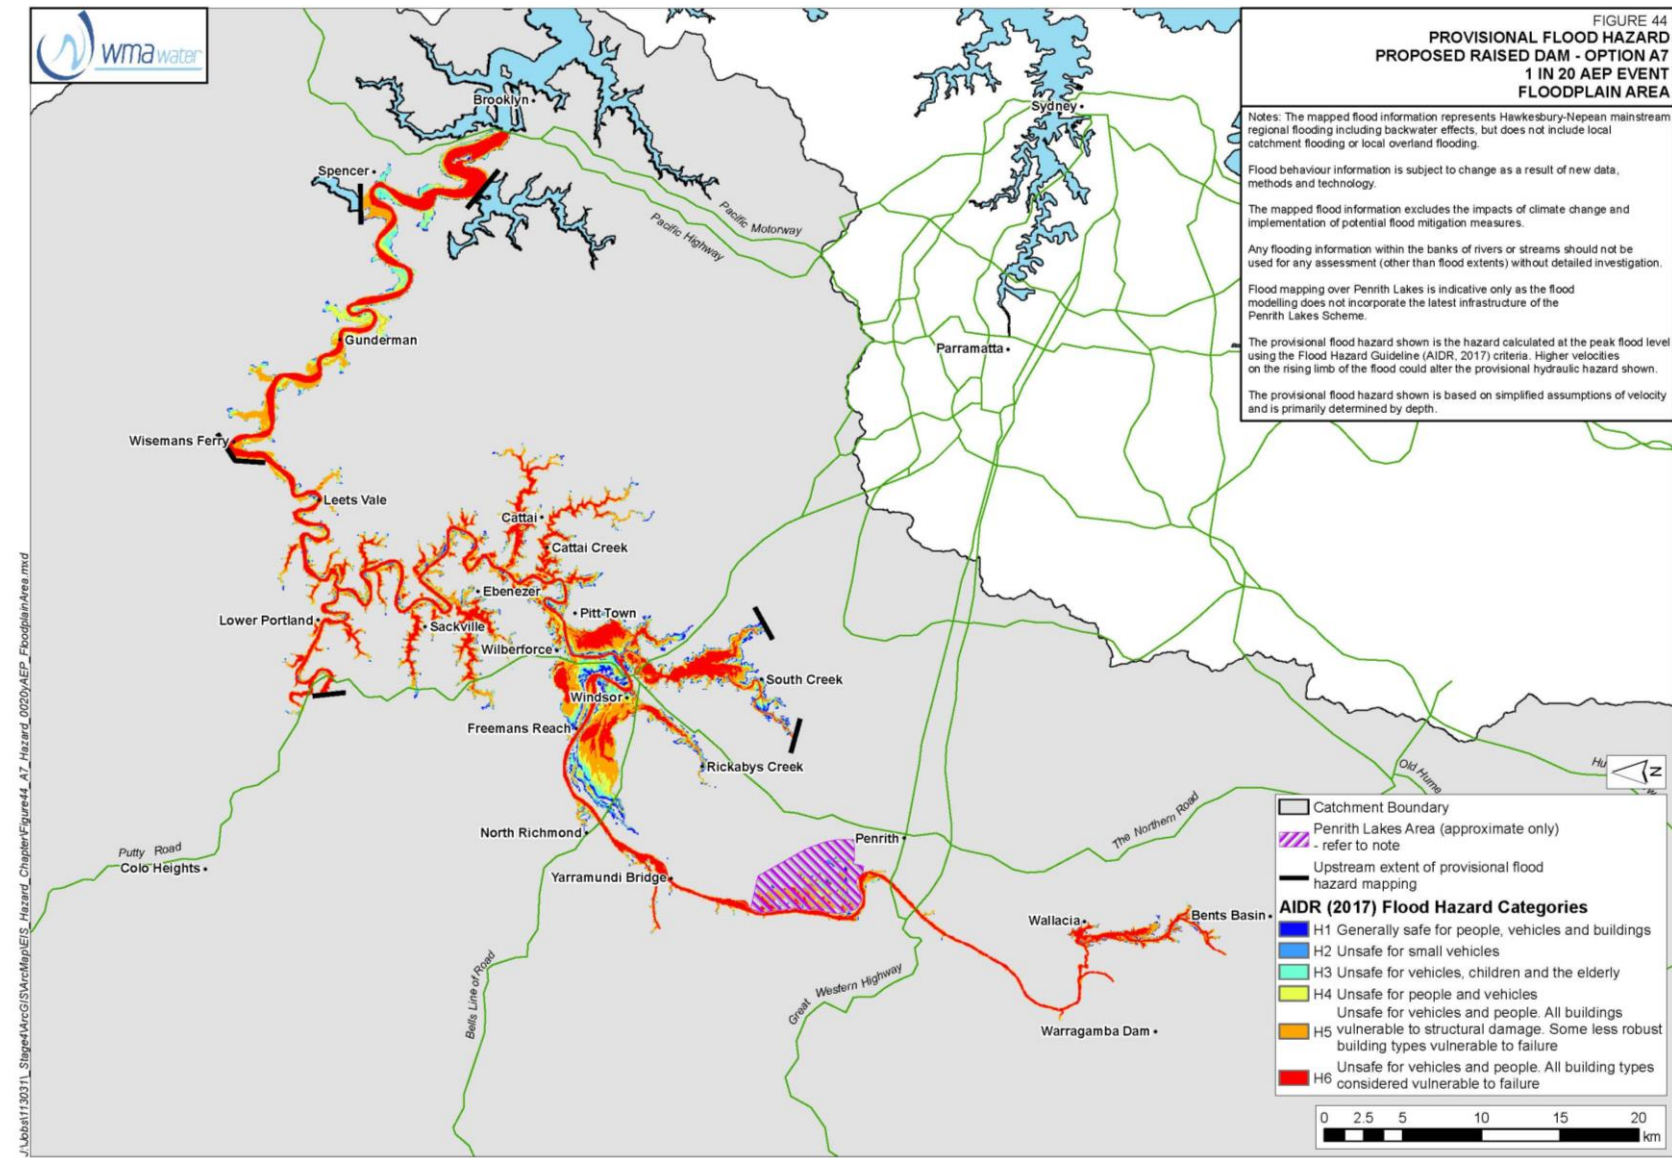 wmawater
FIGURE 44
PROVISIONAL FLOOD HAZARD
PROPOSED RAISED DAM - OPTION A7
1 IN 20 AEP EVENT
FLOODPLAIN AREA
Notes: The mapped flood information represents Hawkesbury-Nepean mainstream
regional flooding including backwater effects, but does not include local
catchment flooding or local overland flooding.
Flood behaviour information is subject to change as a result of new data,
methods and technology.
The mapped flood information excludes the impacts of climate change and
implementation of potential flood mitigation measures.
Any flooding information within the banks of rivers or streams should not be
used for any assessment (other than flood extents) without detailed investigation.
Flood mapping over Penrith Lakes is indicative only as the flood
modelling does not incorporate the latest infrastructure of the
Penrith Lakes Scheme.
The provisional flood hazard shown is the hazard calculated at the peak flood level
using the Flood Hazard Guideline (AIDR, 2017) criteria. Higher velocities
on the rising limb of the flood could alter the provisional hydraulic hazard shown.
The provisional flood hazard shown is based on simplified assumptions of velocity
and is primarily determined by depth.
Brooklyn
Sydney
Spencer
Pacific Motorway
Pacific Highway
Gunderman
Parramatta
Wisemans Ferry
Leets Vale
Cattai
Cattai Creek
Ebenezer
Pitt Town
Lower Portland
Sackville
Wilberforce
South Creek
Windsor
Freemans Reach
Rickabys Creek
Old Hume
Hu
N
North Richmond
Penrith
The Northern Road
Putty Road
Colo Heights
Yarramundi Bridge
Wallacia
Bents Basin
Bells Line of Road
Great Western Highway
Warragamba Dam
Catchment Boundary
Penrith Lakes Area (approximate only)
- refer to note
Upstream extent of provisional flood
hazard mapping
AIDR (2017) Flood Hazard Categories
H1 Generally safe for people, vehicles and buildings
H2 Unsafe for small vehicles
H3 Unsafe for vehicles, children and the elderly
H4 Unsafe for people and vehicles
Unsafe for vehicles and people. All buildings
H5 vulnerable to structural damage. Some less robust
building types vulnerable to failure
Unsafe for vehicles and people. All building types
H6 considered vulnerable to failure
0 2.5 5 10 15 20
km
J:\Jobs\113031\_Stage4\ArcGIS\ArcMap\EIS_Hazard_Chapter\Figure44_A7_Hazard_0020yAEP_FloodplainArea.mxd